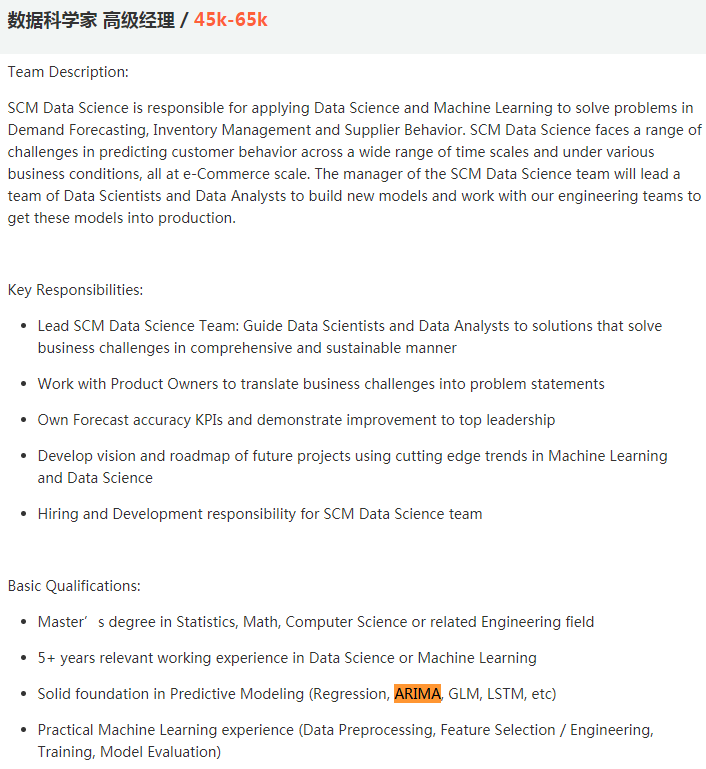 数据科学家 高级经理 / 45k-65k
Team Description:
SCM Data Science is responsible for applying Data Science and Machine Learning to solve problems in
Demand Forecasting, Inventory Management and Supplier Behavior. SCM Data Science faces a range of
challenges in predicting customer behavior across a wide range of time scales and under various
business conditions, all at e-Commerce scale. The manager of the SCM Data Science team will lead a
team of Data Scientists and Data Analysts to build new models and work with our engineering teams to
get these models into production.
Key Responsibilities:
• Lead SCM Data Science Team: Guide Data Scientists and Data Analysts to solutions that solve
business challenges in comprehensive and sustainable manner
• Work with Product Owners to translate business challenges into problem statements
• Own Forecast accuracy KPIs and demonstrate improvement to top leadership
• Develop vision and roadmap of future projects using cutting edge trends in Machine Learning
and Data Science
• Hiring and Development responsibility for SCM Data Science team
Basic Qualifications:
• Master’s degree in Statistics, Math, Computer Science or related Engineering field
• 5+ years relevant working experience in Data Science or Machine Learning
• Solid foundation in Predictive Modeling (Regression, ARIMA, GLM, LSTM, etc)
• Practical Machine Learning experience (Data Preprocessing, Feature Selection / Engineering,
Training, Model Evaluation)